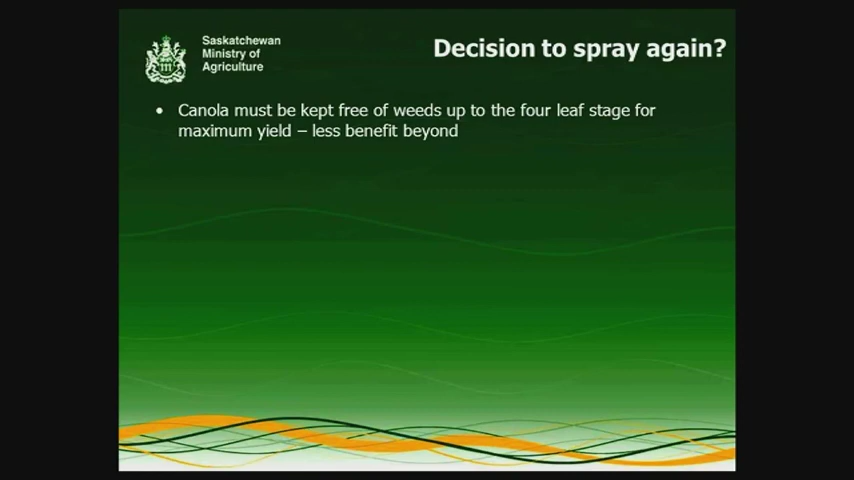 Saskatchewan
Ministry of
Agriculture
Decision to spray again?
• Canola must be kept free of weeds up to the four leaf stage for
maximum yield – less benefit beyond